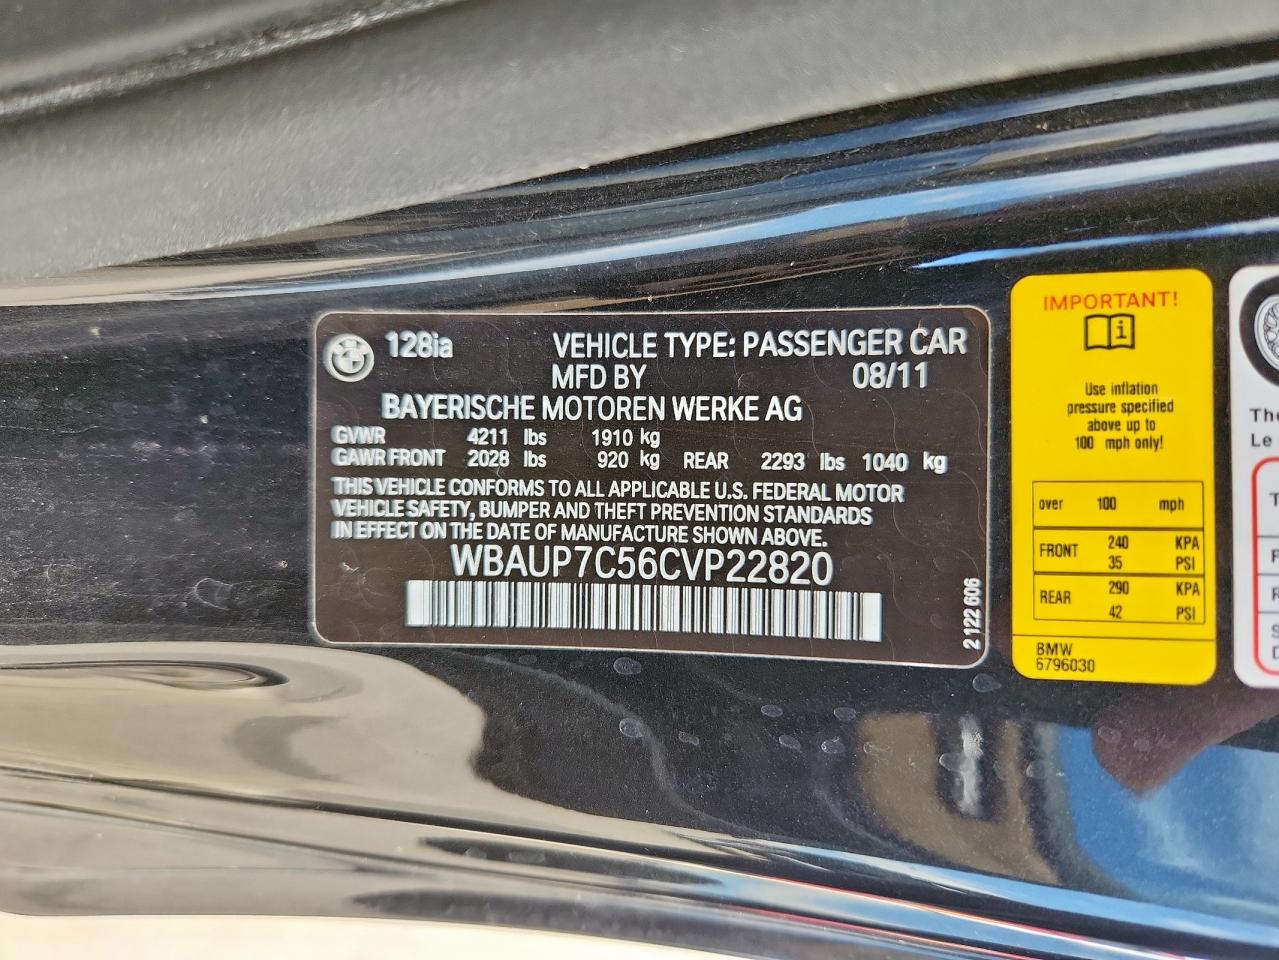 128ia VEHICLE TYPE: PASSENGER CAR
MFD BY 08/11
BAYERISCHE MOTOREN WERKE AG
GVWR 4211 lbs 1910 kg
GAWR FRONT 2028 lbs 920 kg REAR 2293 lbs 1040 kg
THIS VEHICLE CONFORMS TO ALL APPLICABLE U.S. FEDERAL MOTOR
VEHICLE SAFETY, BUMPER AND THEFT PREVENTION STANDARDS
IN EFFECT ON THE DATE OF MANUFACTURE SHOWN ABOVE.
WBAUP7C56CVP22820
2 122 606
IMPORTANT!
Use inflation
pressure specified
above up to
100 mph only!
over 100 mph
FRONT 240 KPA
35 PSI
REAR 290 KPA
42 PSI
BMW
6796030
Le